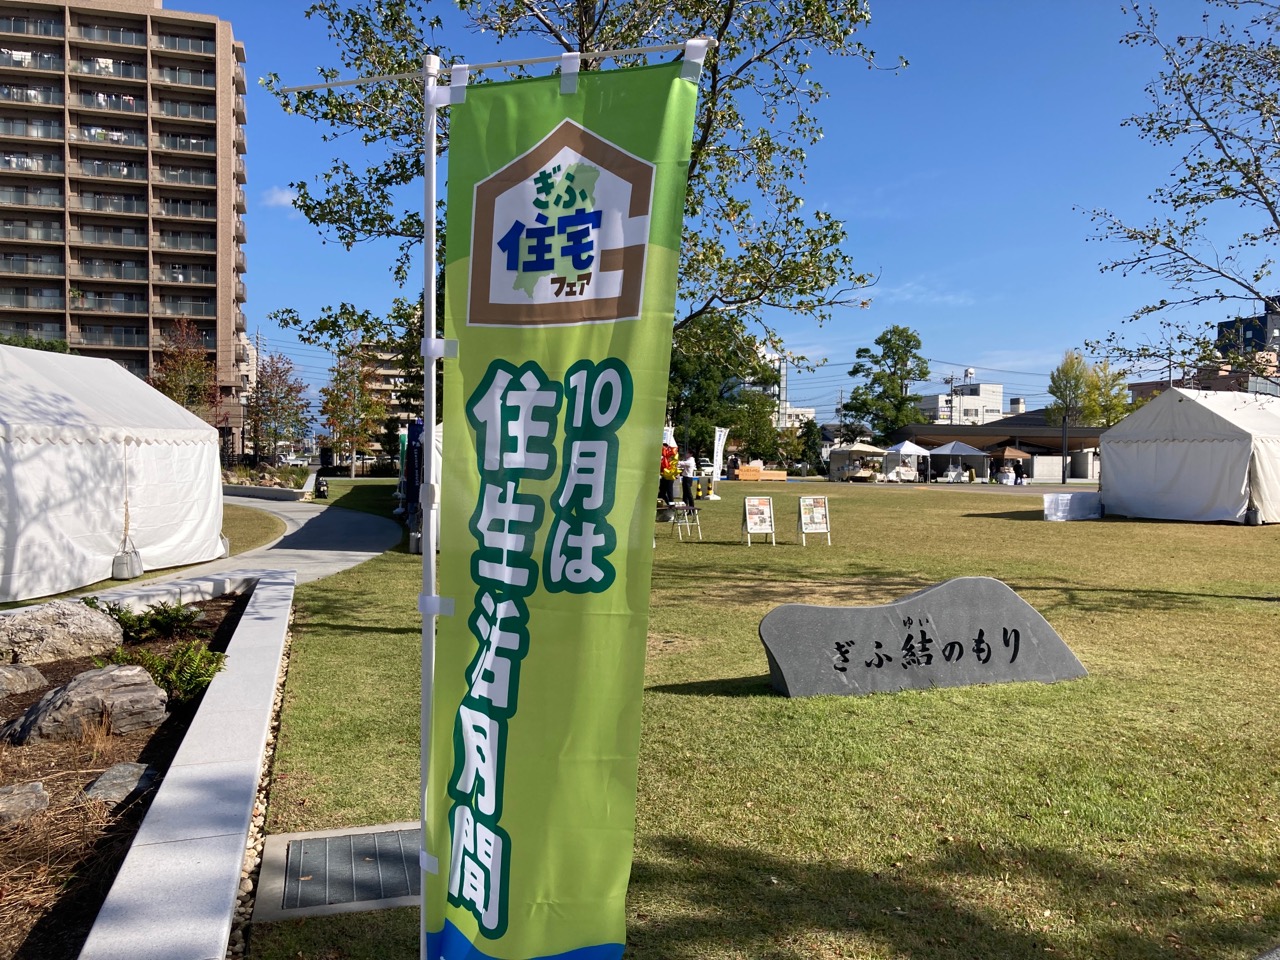 ぎふ
住宅
フェア
10月は
住生活月間
ゆい
ぎふ結のもり